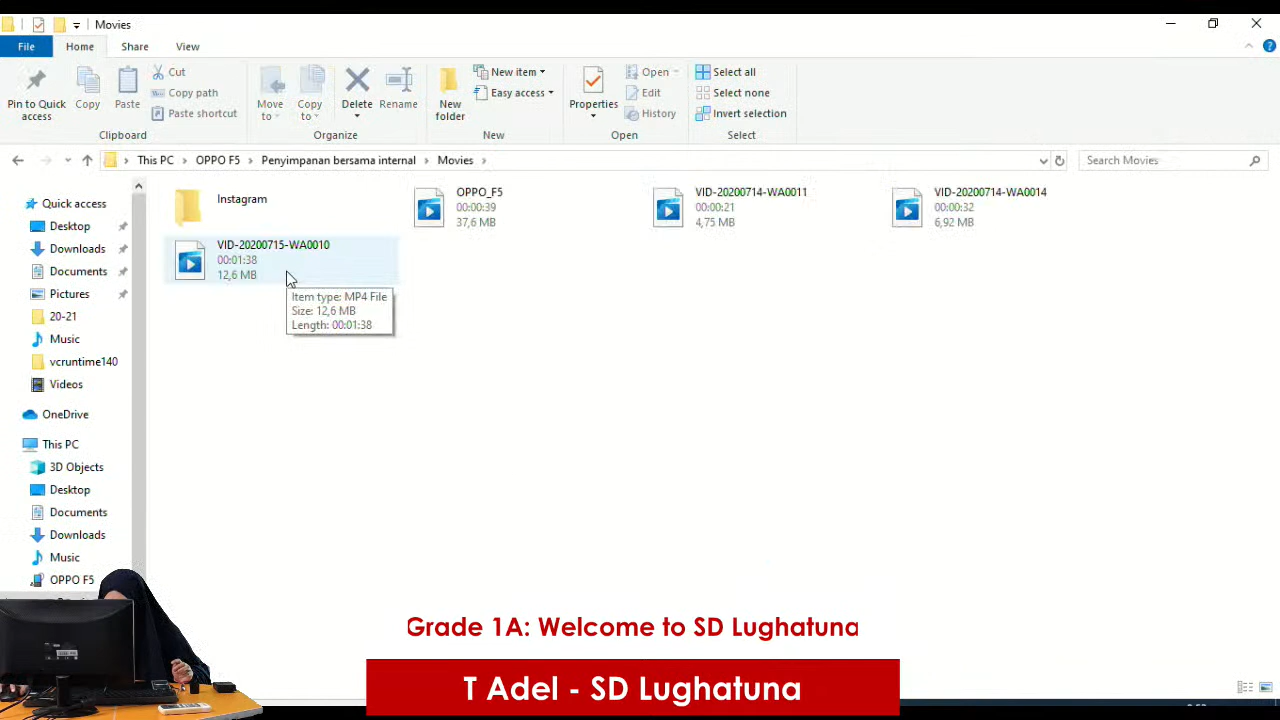 Movies
File Home Share View
Pin to Quick access
Copy
Paste
Cut
Copy path
Paste shortcut
Clipboard
Move to
Copy to
Delete
Rename
Organize
New folder
New item
Easy access
New
Properties
Open
Edit
History
Open
Select all
Select none
Invert selection
Select
This PC > OPPO F5 > Penyimpanan bersama internal > Movies >
Search Movies
Quick access
Desktop
Downloads
Documents
Pictures
20-21
Music
vcruntime140
Videos
OneDrive
This PC
3D Objects
Desktop
Documents
Downloads
Music
OPPO F5
Instagram
OPPO_F5
00:00:39
37,6 MB
VID-20200714-WA0011
00:00:21
4,75 MB
VID-20200714-WA0014
00:00:32
6,92 MB
VID-20200715-WA0010
00:01:38
12,6 MB
Item type: MP4 File
Size: 12,6 MB
Length: 00:01:38
Grade 1A: Welcome to SD Lughatuna
T Adel - SD Lughatuna